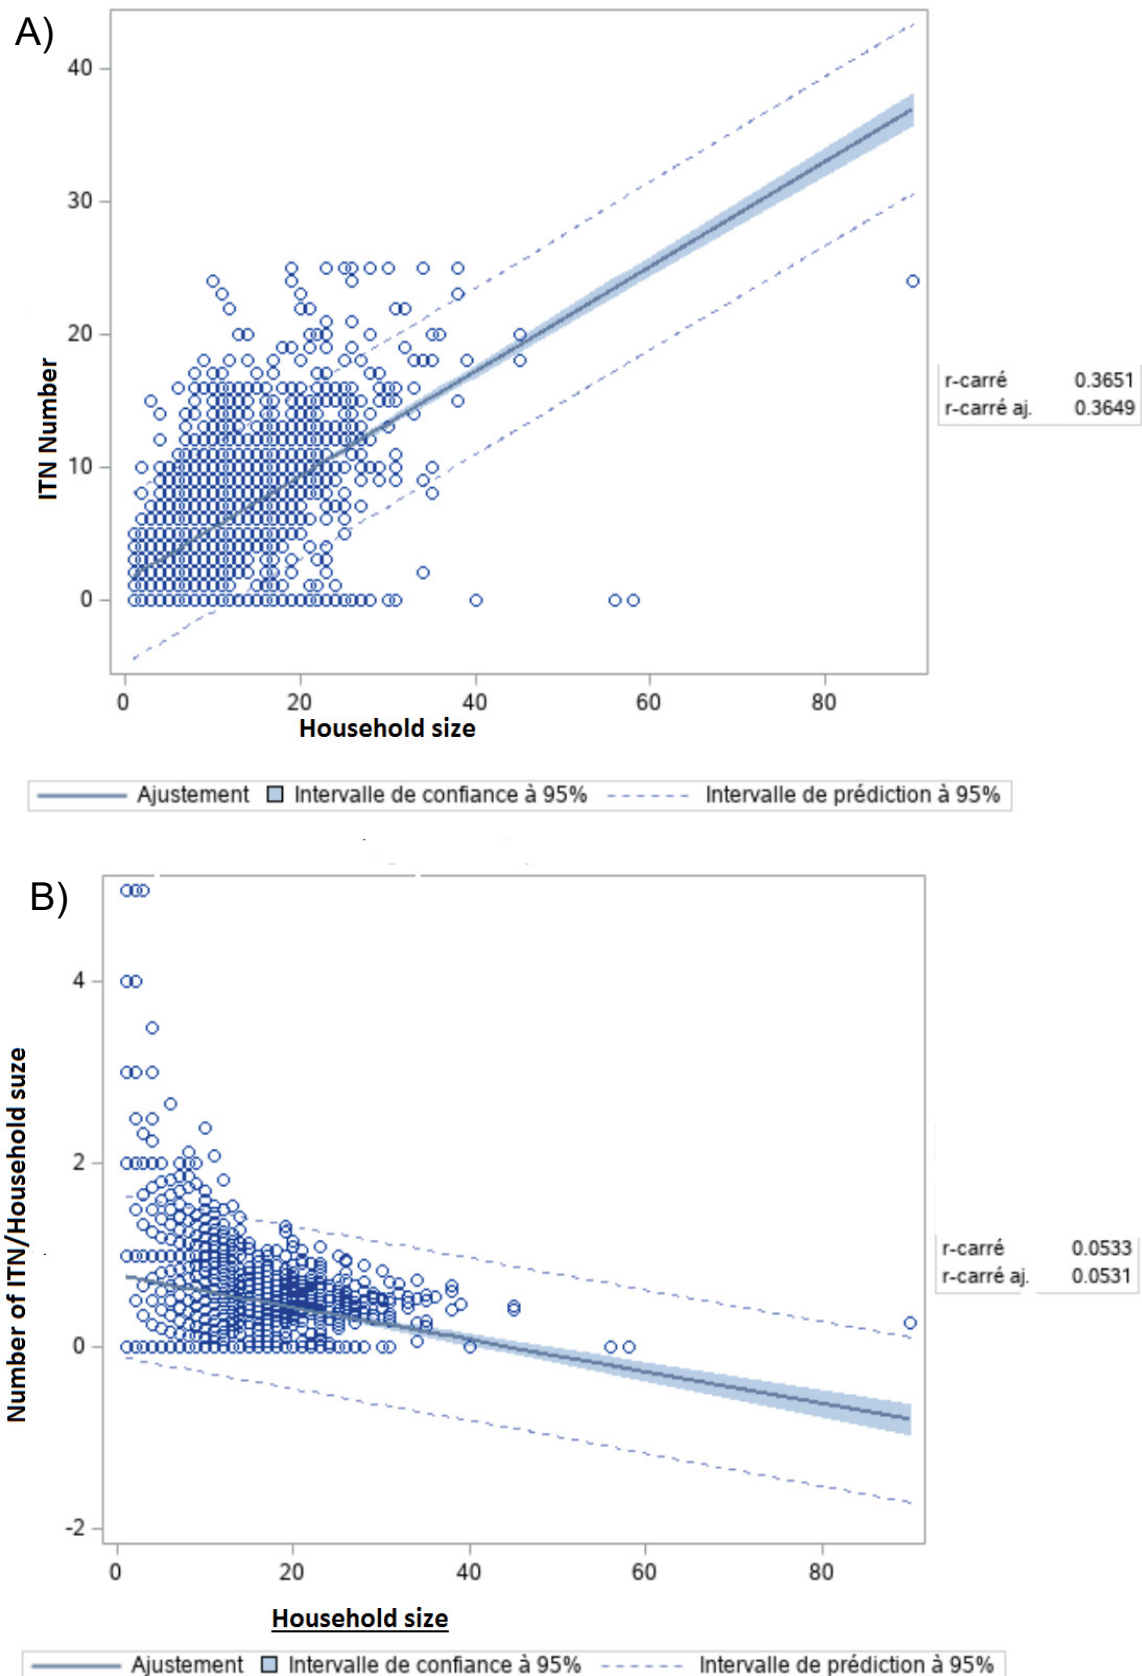 A)
40
30
20
10
0
ITN Number
0 20 40 60 80
Household size
r-carré 0.3651
r-carré aj. 0.3649
Ajustement Intervalle de confiance à 95% Intervalle de prédiction à 95%
B)
4
2
0
-2
Number of ITN/Household suze
0 20 40 60 80
Household size
r-carré 0.0533
r-carré aj. 0.0531
Ajustement Intervalle de confiance à 95% Intervalle de prédiction à 95%